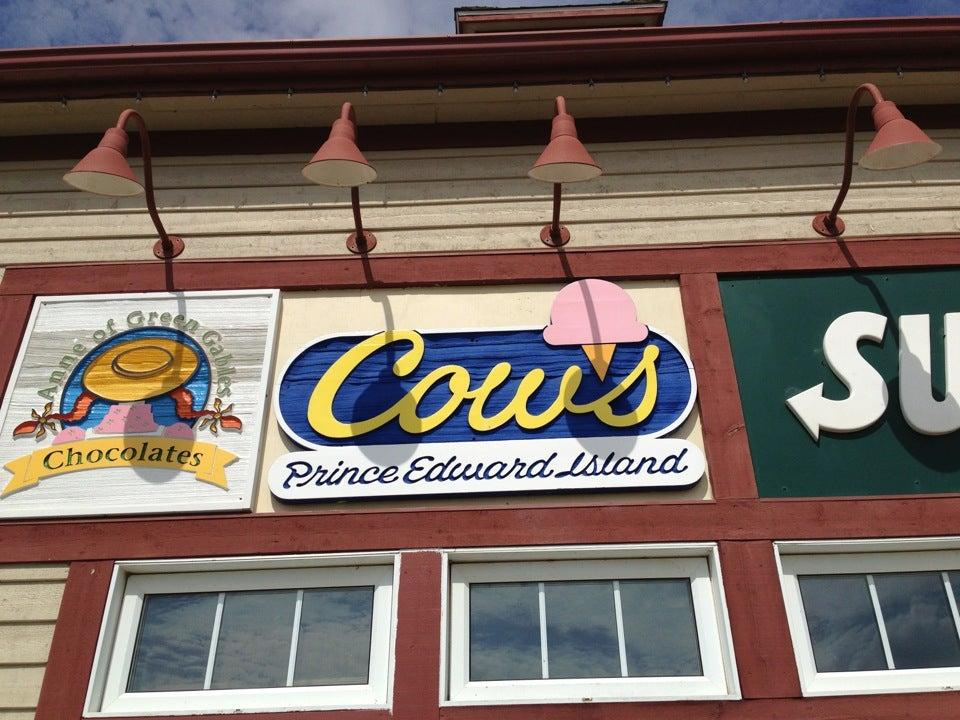 Anne of Green Gables
Chocolates
Cows
Prince Edward Island
SU